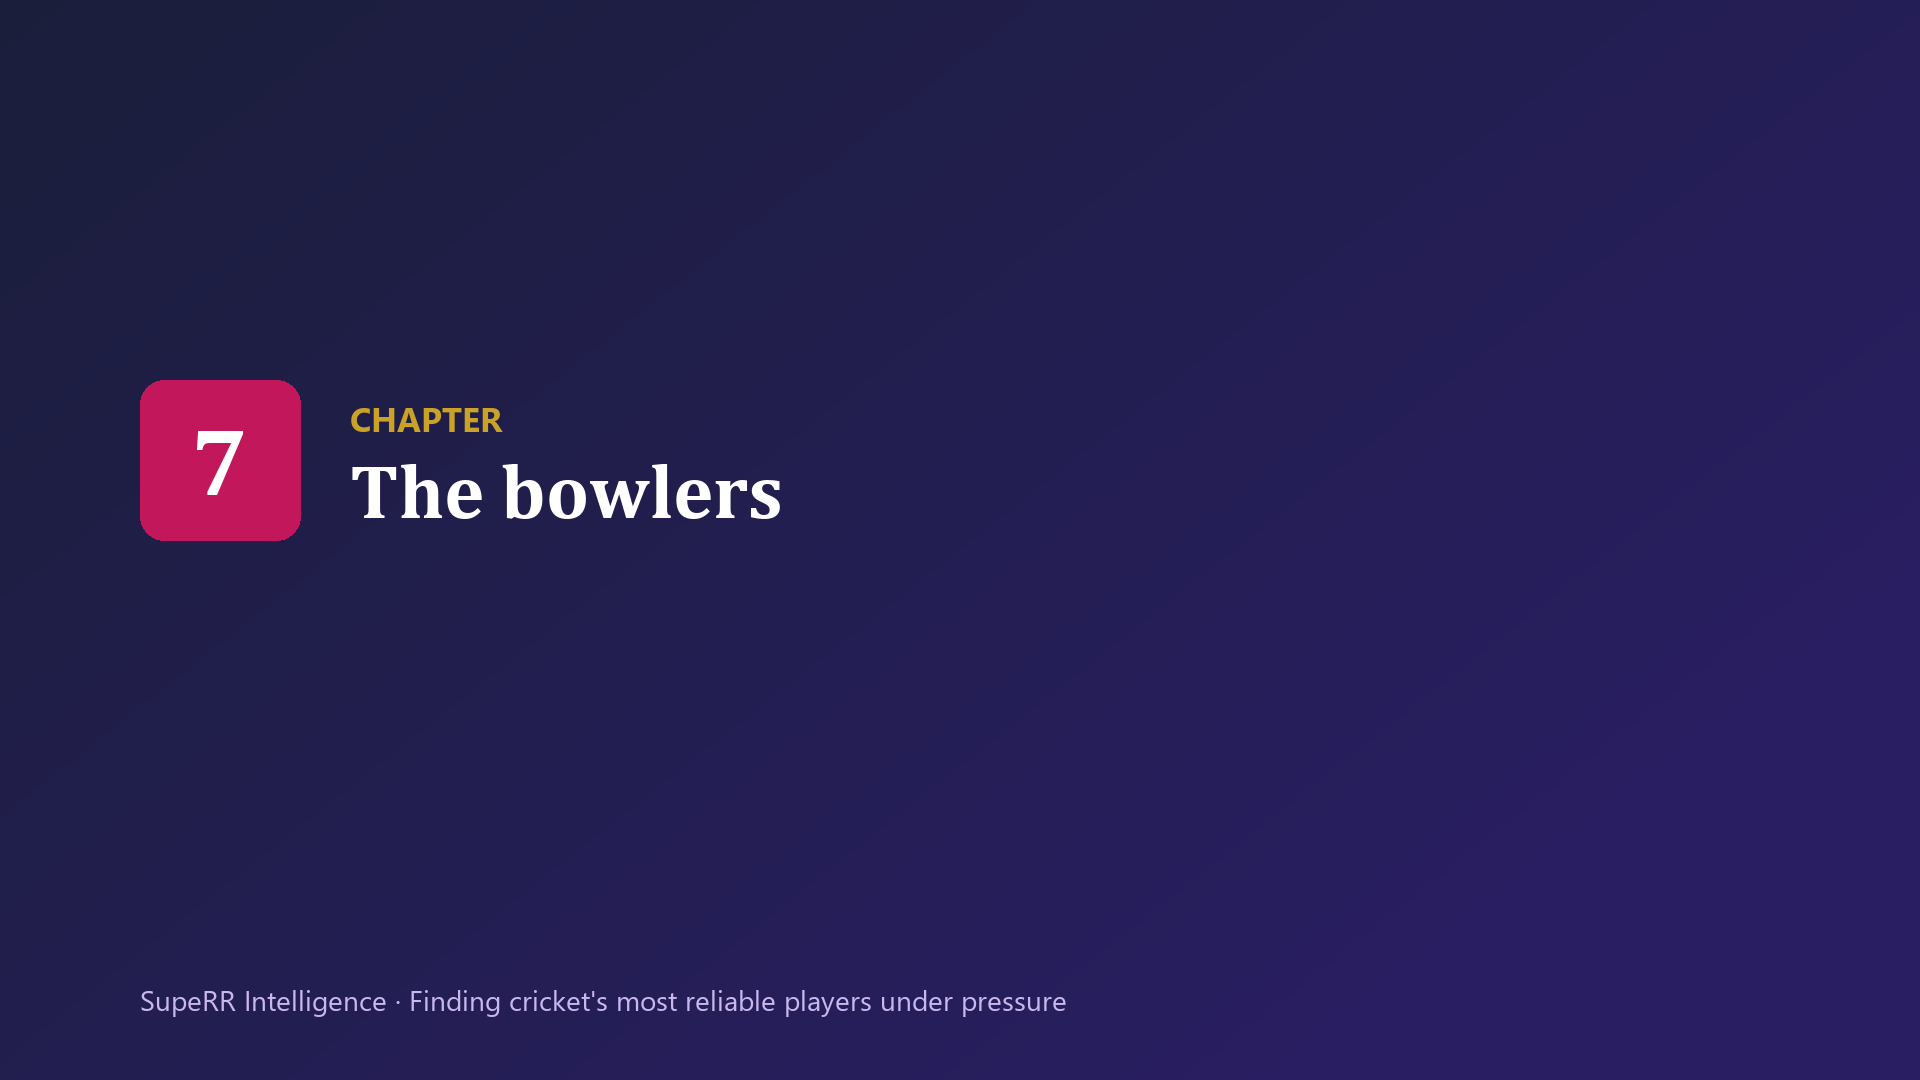 7
CHAPTER
The bowlers
SupeRR Intelligence · Finding cricket's most reliable players under pressure